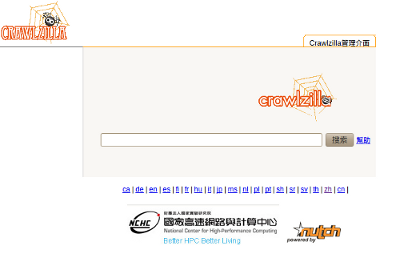 CRAWLZILLA
Crawlzilla管理介面
crawlzilla
搜索 幫助
ca | de | en | es | fi | fr | hu | it | jp | ms | nl | pl | pt | sh | sr | sv | th | zh | cn |
財團法人國家實驗研究院
NCHC 國家高速網路與計算中心
National Center for High-Performance Computing
Better HPC Better Living
powered by nutch